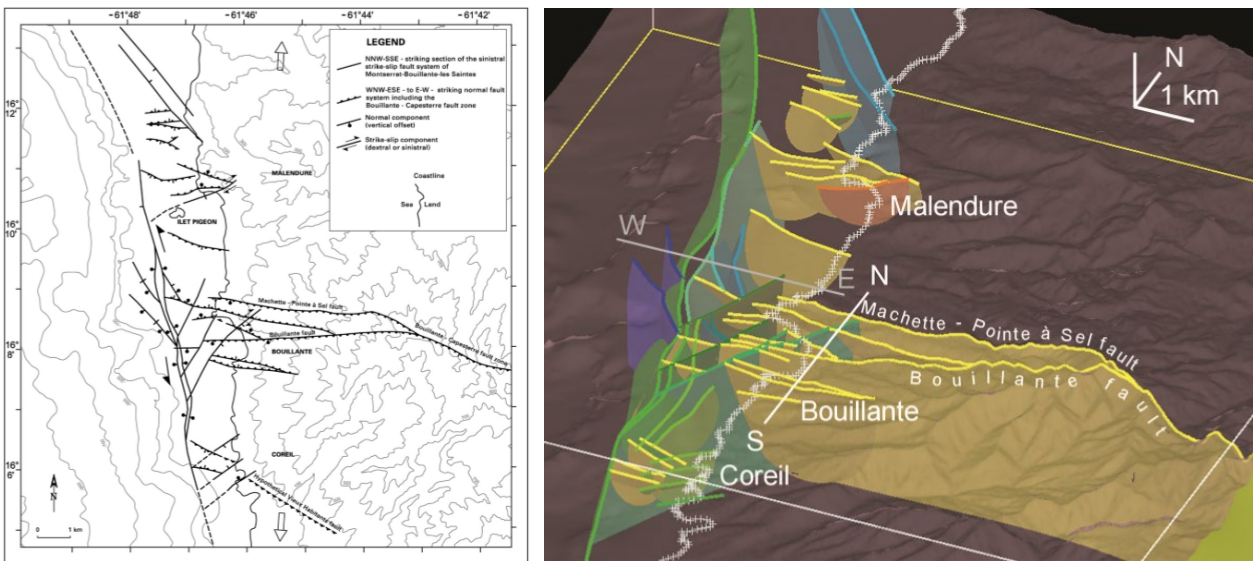 -61°48'
-61°46'
-61°44'
-61°42'
16°
12'
16°
10'
16°
8'
16°
6'
LEGEND
NNW-SSE - striking section of the sinistral
strike-slip fault system of
Montserrat-Bouillante-les Saintes
WNW-ESE - to E-W - striking normal fault
system including the
Bouillante - Capesterre fault zone
Normal component
(vertical offset)
Strike-slip component
(dextral or sinistral)
Coastline
Sea
Land
MALENDURE
ILET PIGEON
Machette - Pointe à Sel fault
Bouillante fault
Bouillante - Capesterre fault zone
BOUILLANTE
COREIL
Hypothetical Vieux Habitants fault
N
0
1 km
N
1 km
Malendure
W
E
N
Machette - Pointe à Sel fault
Bouillante fault
Bouillante
S
Coreil